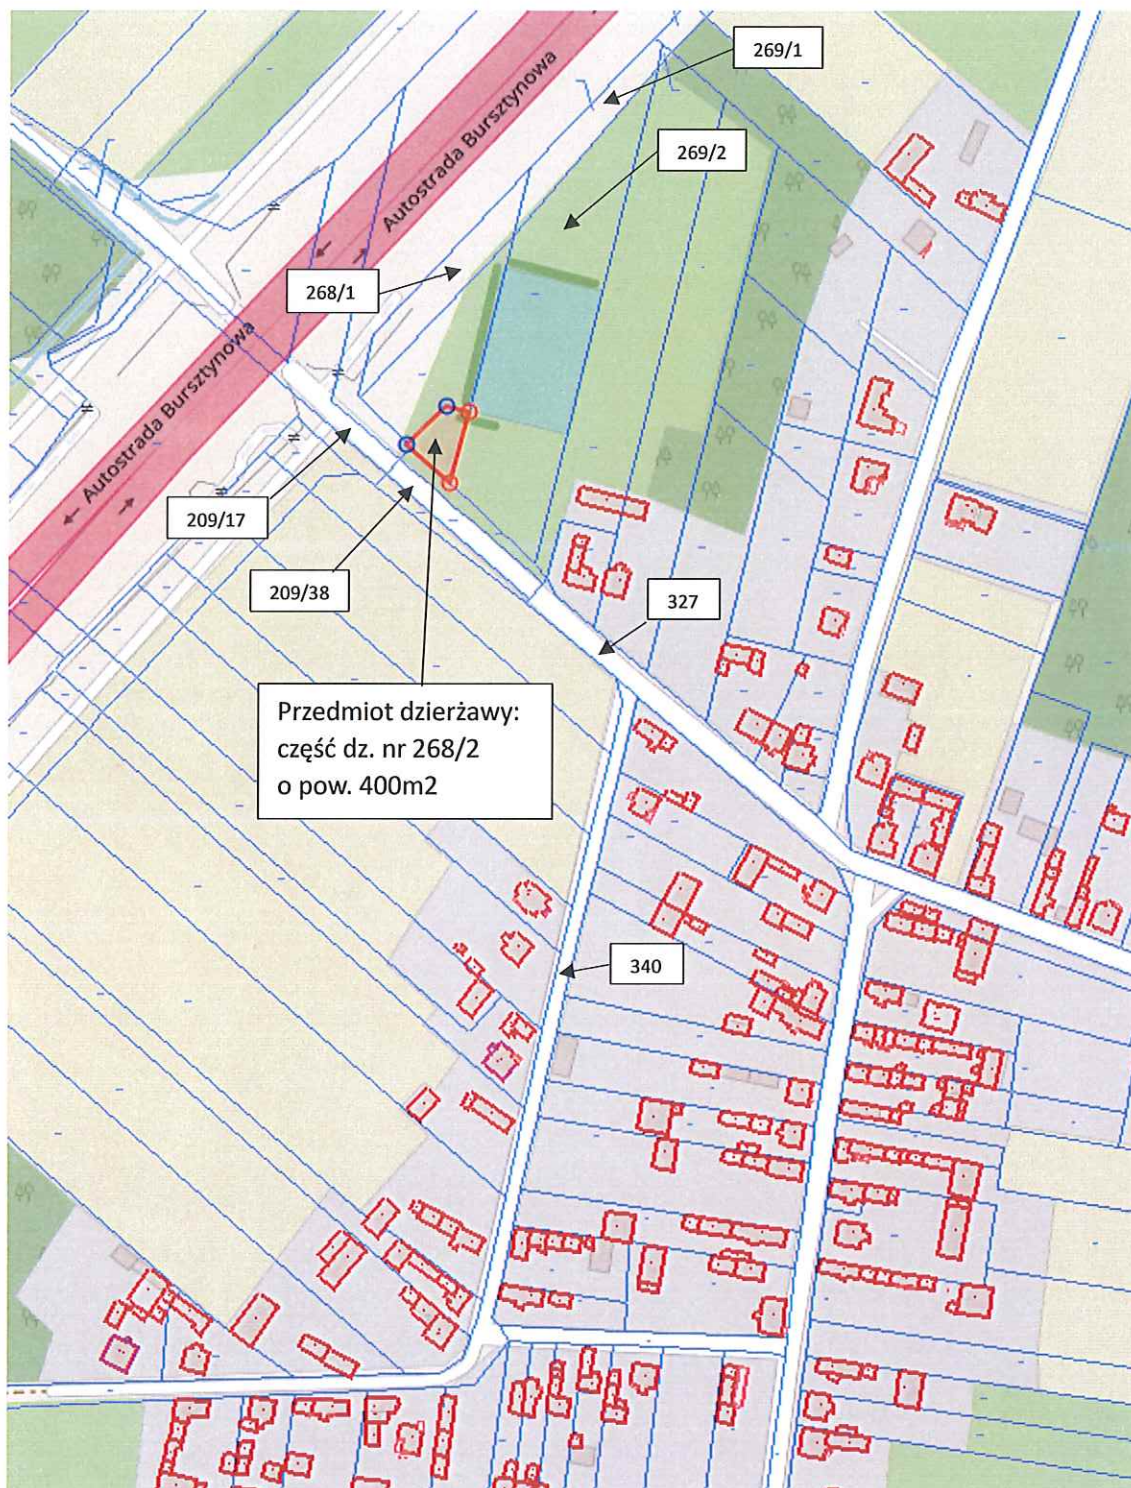 269/1
Autostrada Bursztynowa
269/2
268/1
Autostrada Bursztynowa
209/17
209/38
327
Przedmiot dzierżawy:
część dz. nr 268/2
o pow. 400m2
340